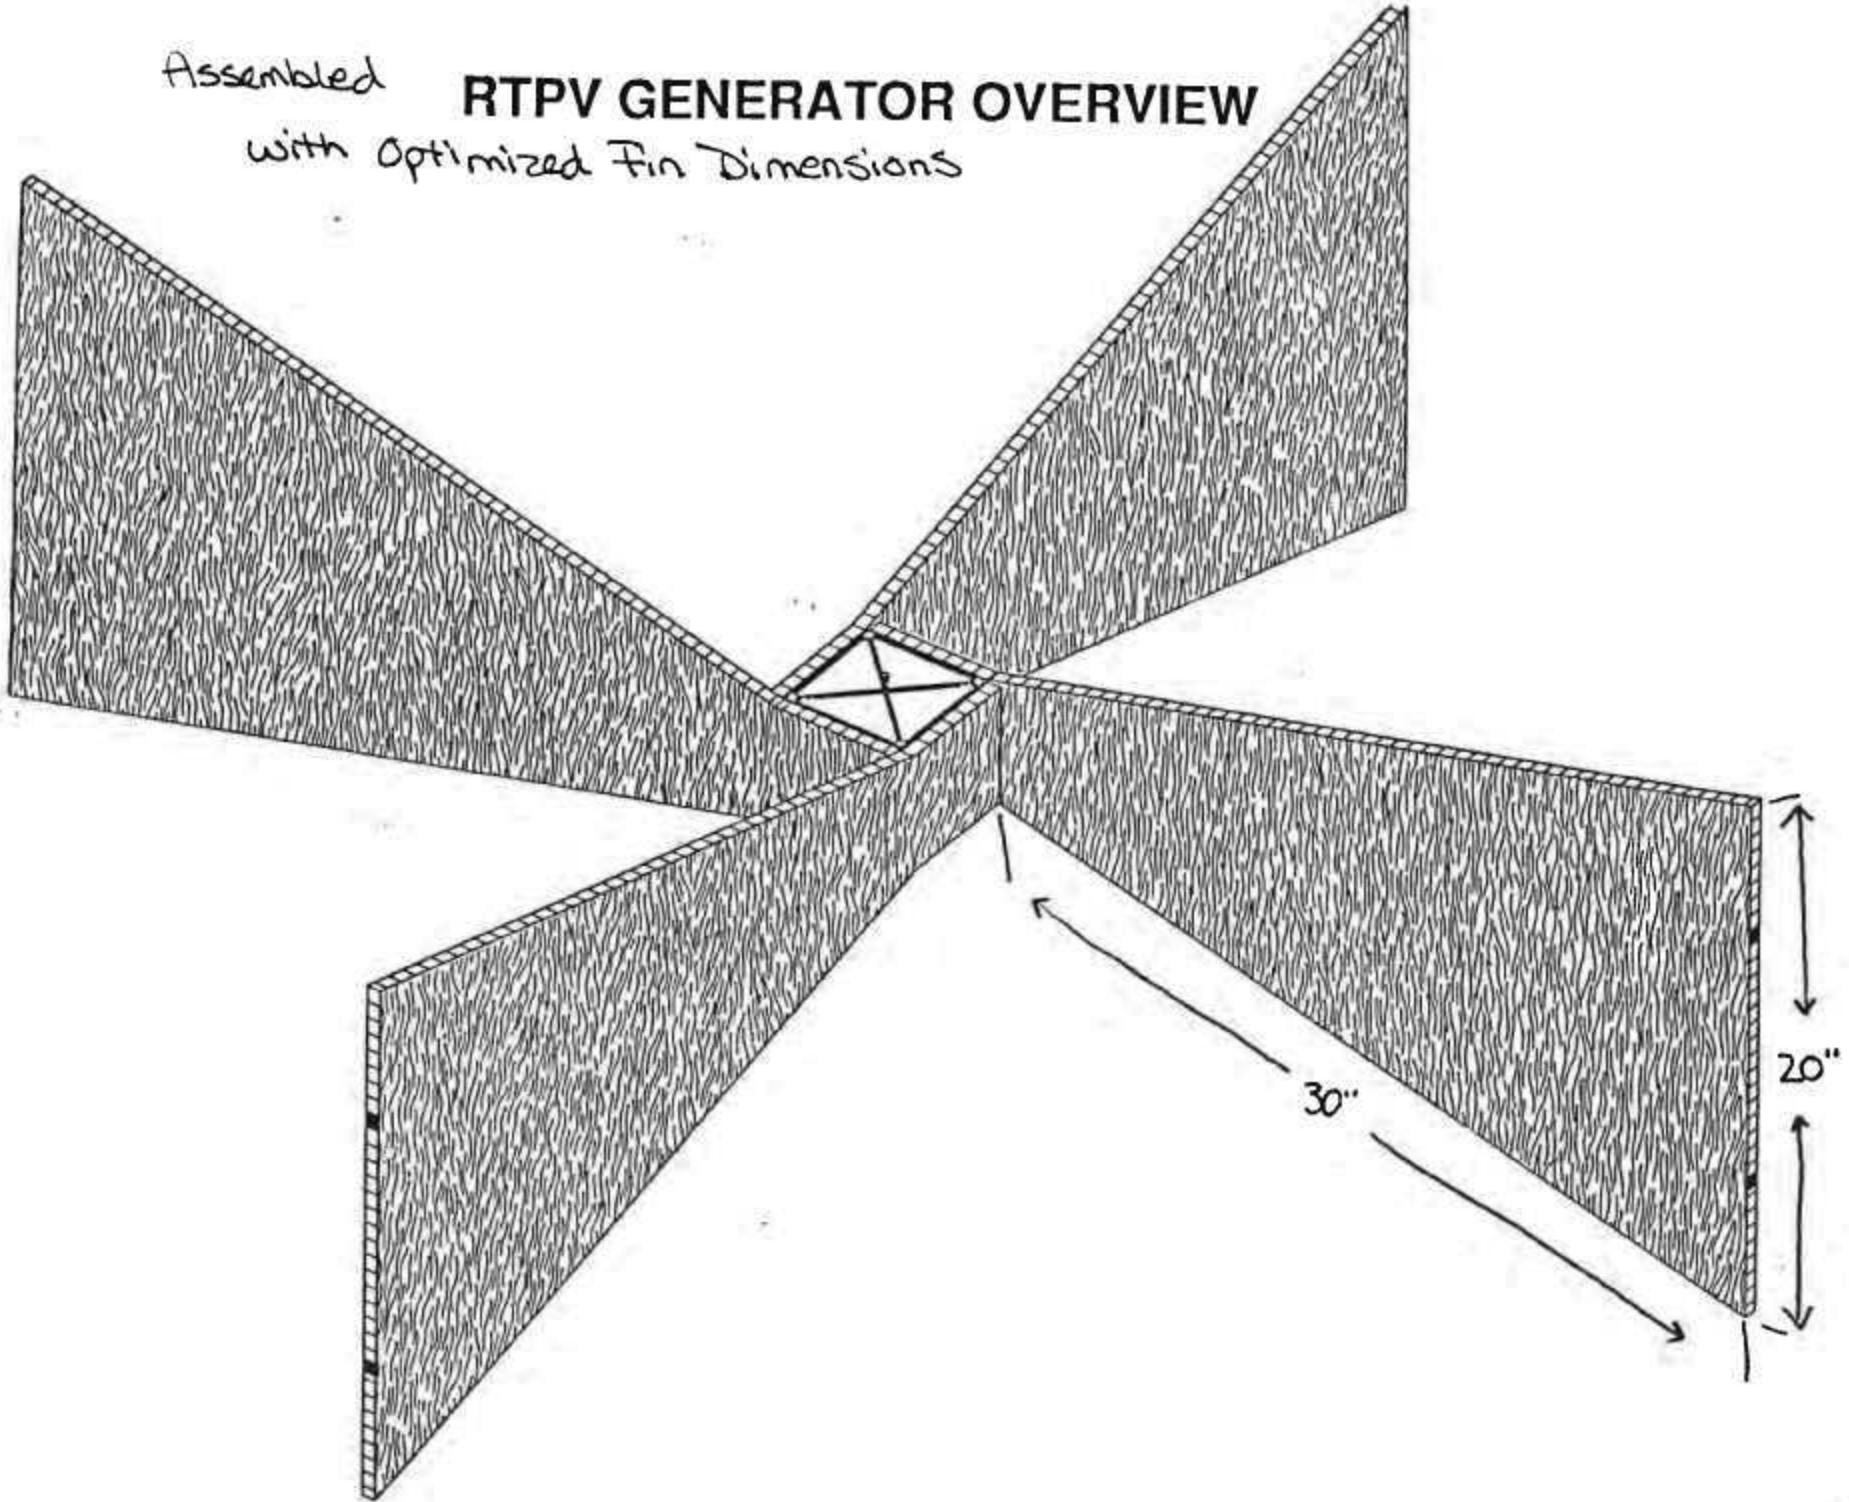 Assembled
RTPV GENERATOR OVERVIEW
with Optimized Fin Dimensions
20"
30"